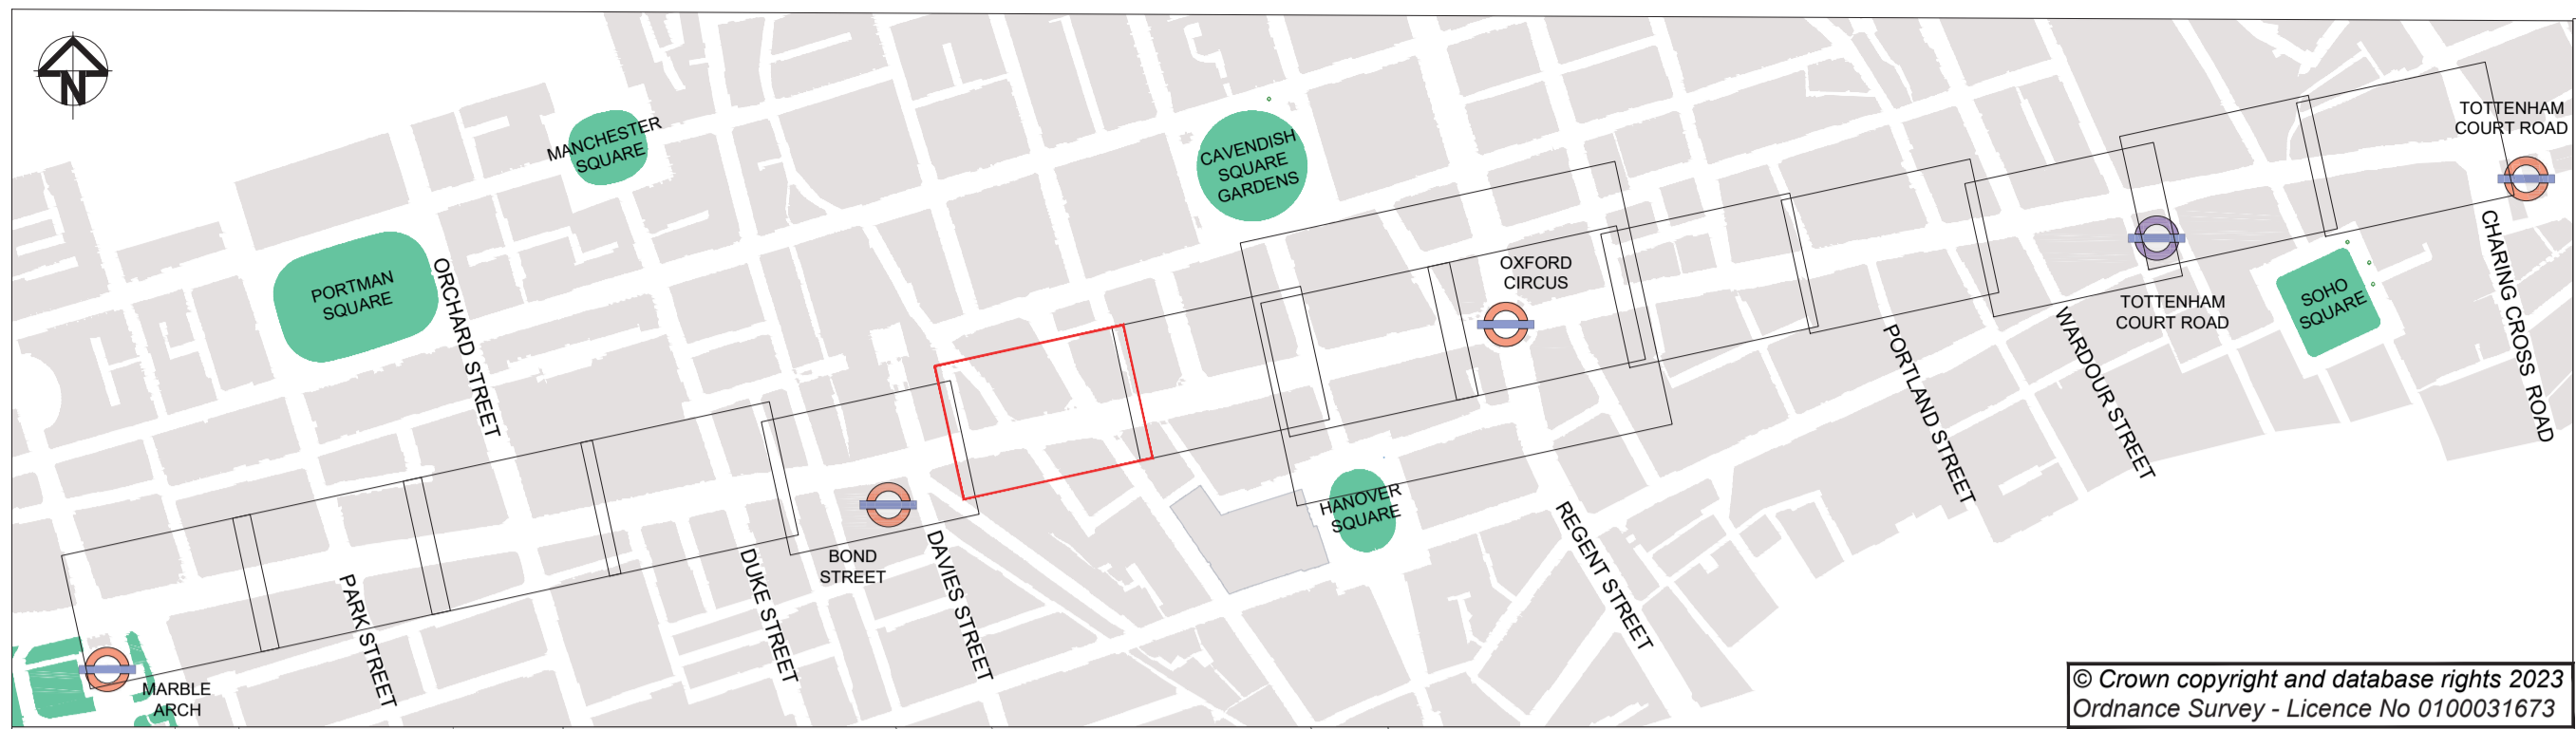 N
MANCHESTER
SQUARE
CAVENDISH
SQUARE
GARDENS
TOTTENHAM
COURT ROAD
PORTMAN
SQUARE
ORCHARD STREET
OXFORD
CIRCUS
TOTTENHAM
COURT ROAD
SOHO
SQUARE
CHARING CROSS ROAD
PORTLAND STREET
WARDOUR STREET
HANOVER
SQUARE
REGENT STREET
BOND
STREET
DAVIES STREET
DUKE STREET
PARK STREET
MARBLE
ARCH
© Crown copyright and database rights 2023
Ordnance Survey - Licence No 0100031673